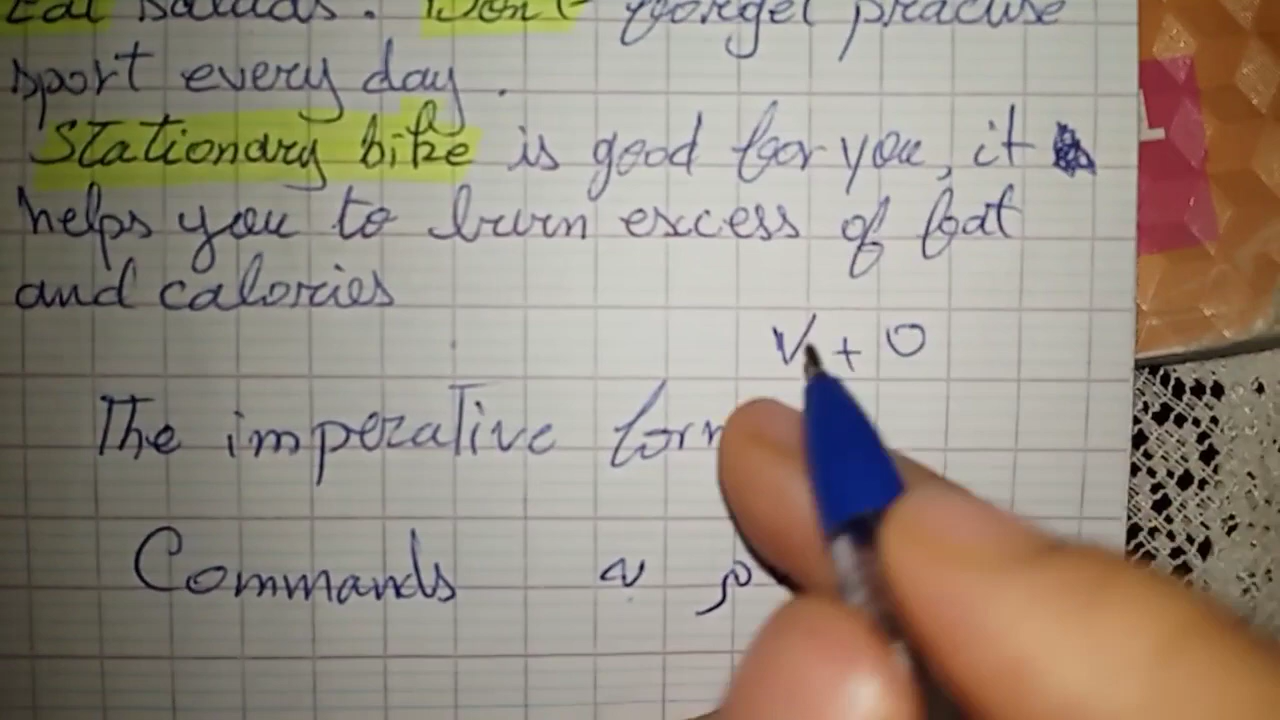 Eat Salads. Don't forget practise
sport every day.
Stationary bike is good for you, it
helps you to burn excess of fat
and calories
V + O
The imperative form
Commands